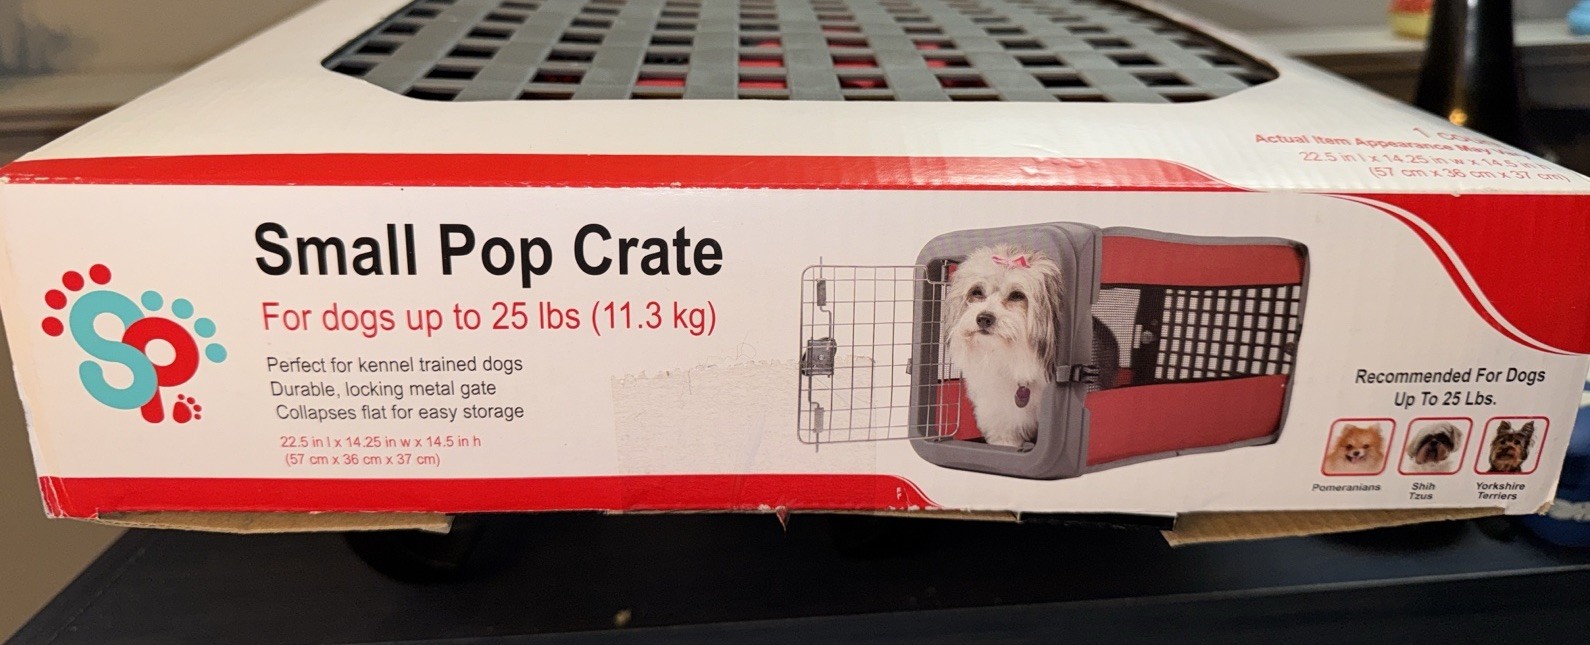 Actual Item Appearance May
22.5 in l x 14.25 in w x 14.5 in h
(57 cm x 36 cm x 37 cm)
Small Pop Crate
For dogs up to 25 lbs (11.3 kg)
Perfect for kennel trained dogs
Durable, locking metal gate
Collapses flat for easy storage
22.5 in l x 14.25 in w x 14.5 in h
(57 cm x 36 cm x 37 cm)
SP
Recommended For Dogs
Up To 25 Lbs.
Pomeranians
Shih
Tzus
Yorkshire
Terriers